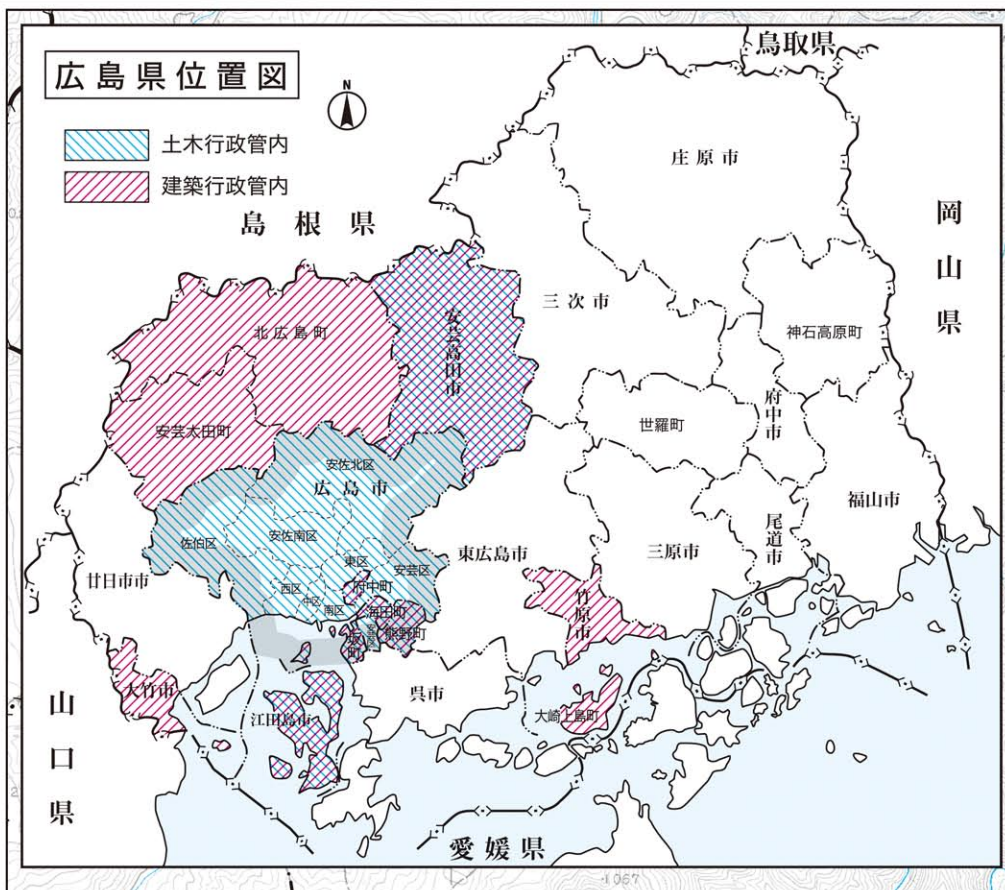 広島県位置図
N
土木行政管内
建築行政管内
鳥取県
島根県
岡山県
山口県
愛媛県
庄原市
三次市
神石高原町
北広島町
安芸高田市
安芸太田町
世羅町
府中市
福山市
尾道市
三原市
東広島市
竹原市
安佐北区
広島市
安佐南区
佐伯区
東区
安芸区
西区
中区
南区
府中町
海田町
熊野町
坂町
廿日市市
大竹市
江田島市
呉市
大崎上島町
1067